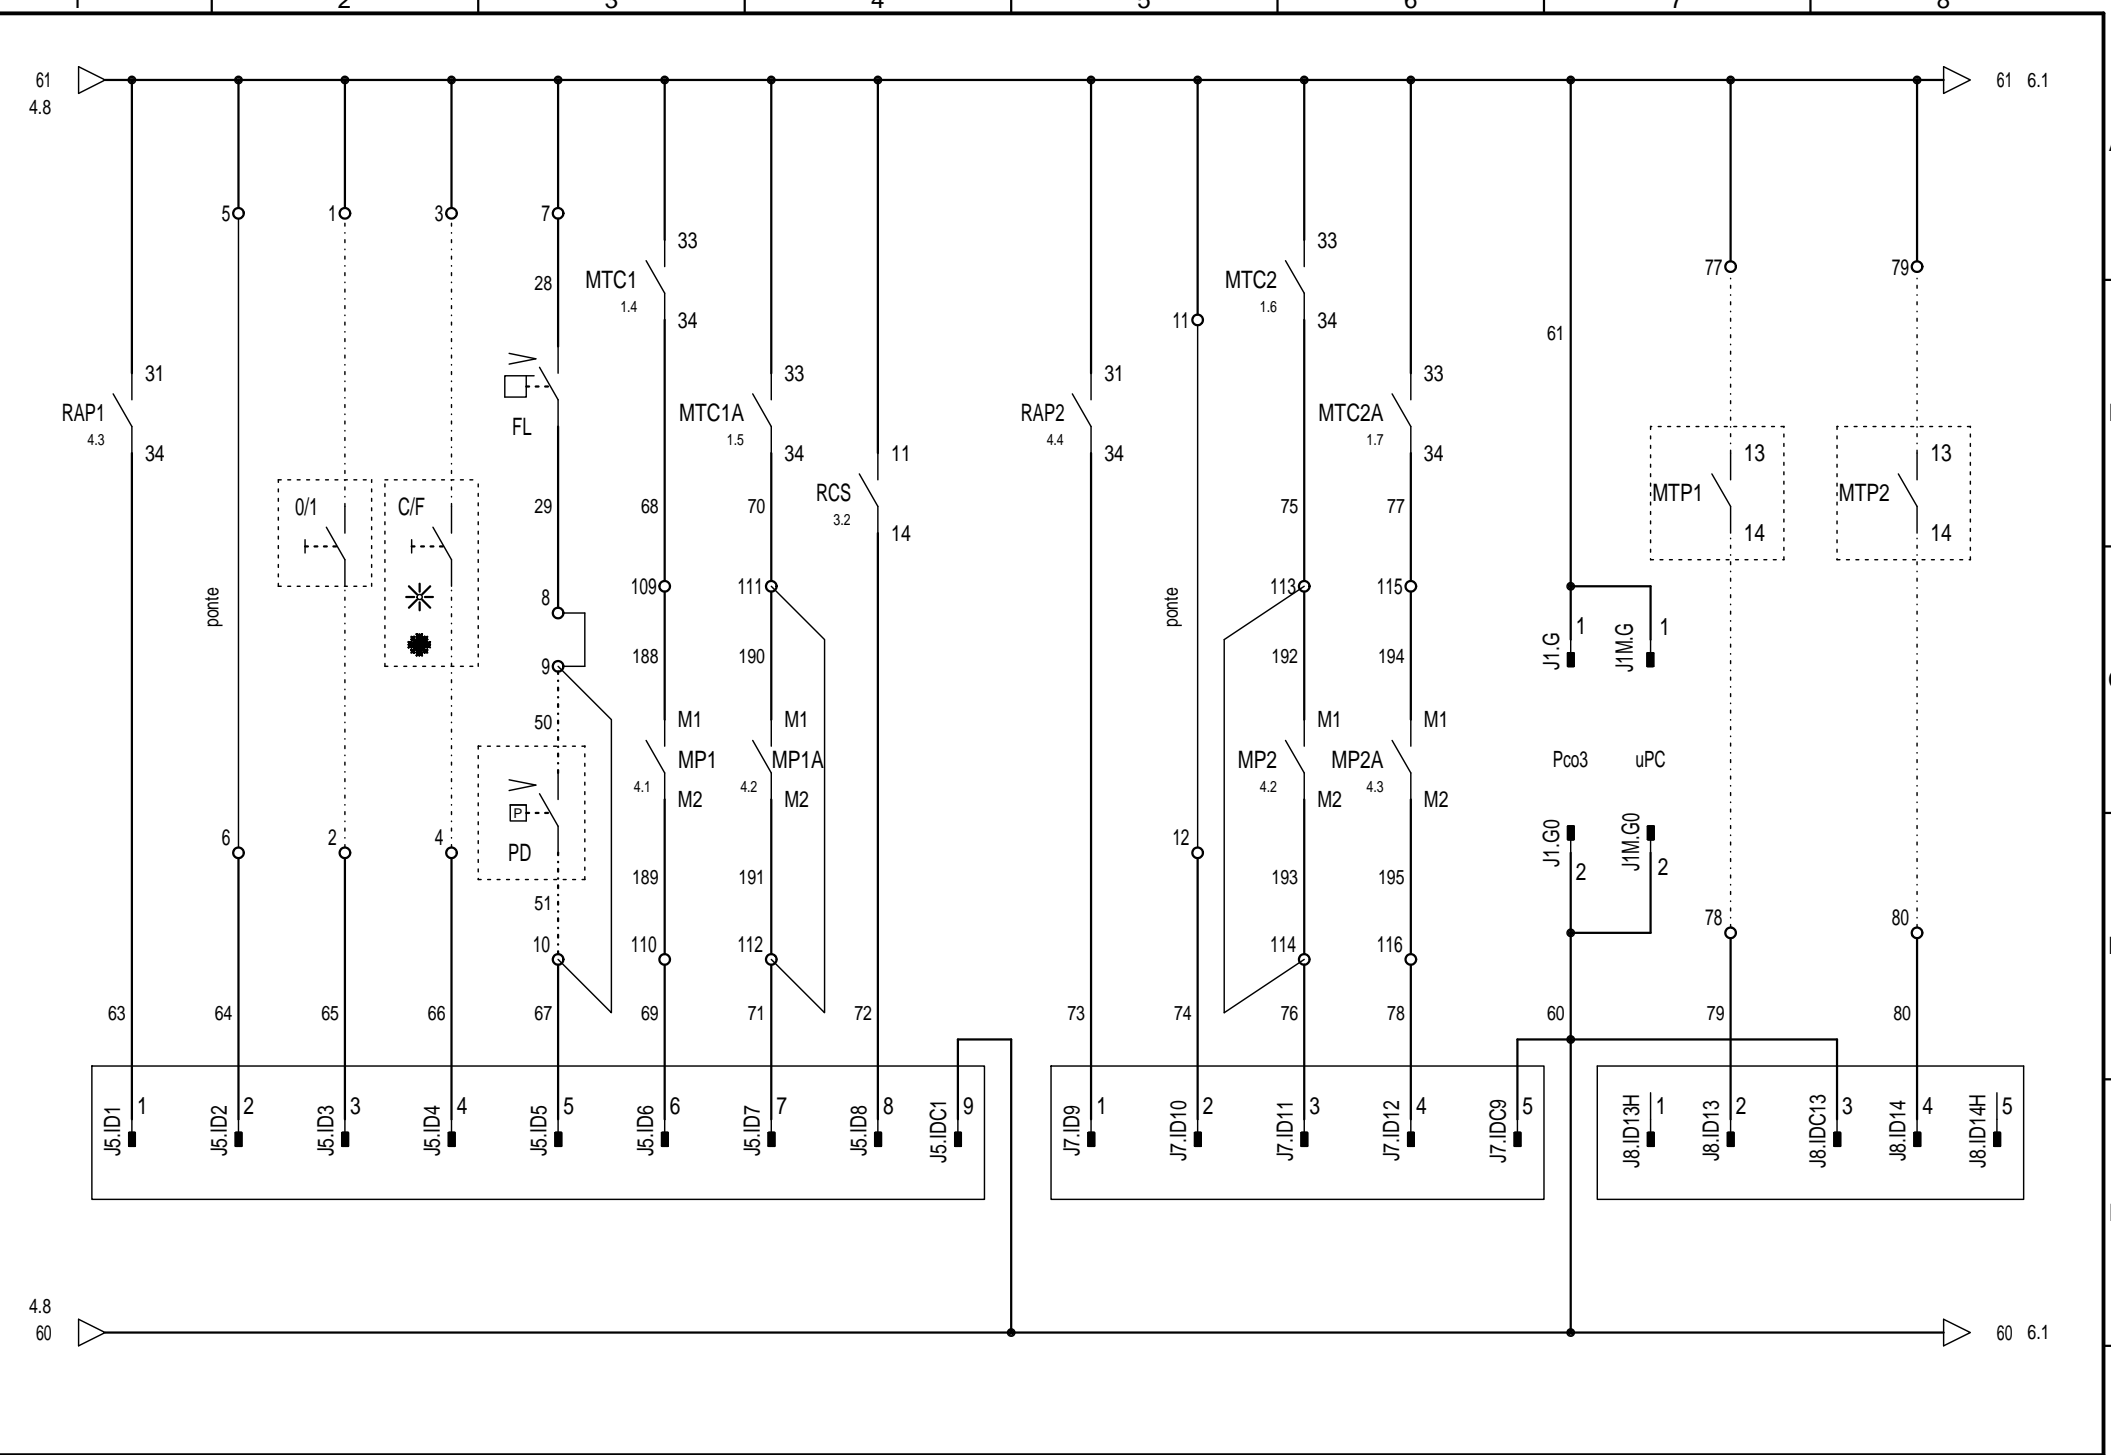 1 2 3 4 5 6 7 8
61 61 6.1
4.8
5 1 3 7
33 33
28 MTC1 MTC2 77 79
1.4 1.6
34 11 34
61
31 33 31 33
RAP1 FL MTC1A RAP2 MTC2A
4.3 1.5 4.4 1.7
34 34 11 34 34 13 13
0/1 C/F 29 68 70 RCS 75 77 MTP1 MTP2
3.2
14 14 14
ponte 8 109 111 ponte 113 115
J1.G 1 J1M.G 1
9 188 190 192 194
50 M1 M1 M1 M1
MP1 MP1A MP2 MP2A Pco3 uPC
4.1 4.2 4.2 4.3
M2 M2 M2 M2
P
6 2 4 PD 12 J1.G0 J1M.G0
2 2
189 191 193 195
51
78 80
10 110 112 114 116
63 64 65 66 67 69 71 72 73 74 76 78 60 79 80
J5.ID1 1 J5.ID2 2 J5.ID3 3 J5.ID4 4 J5.ID5 5 J5.ID6 6 J5.ID7 7 J5.ID8 8 J5.IDC1 9
J7.ID9 1 J7.ID10 2 J7.ID11 3 J7.ID12 4 J7.IDC9 5
J8.ID13H 1 J8.ID13 2 J8.IDC13 3 J8.ID14 4 J8.ID14H 5
4.8
60 60 6.1